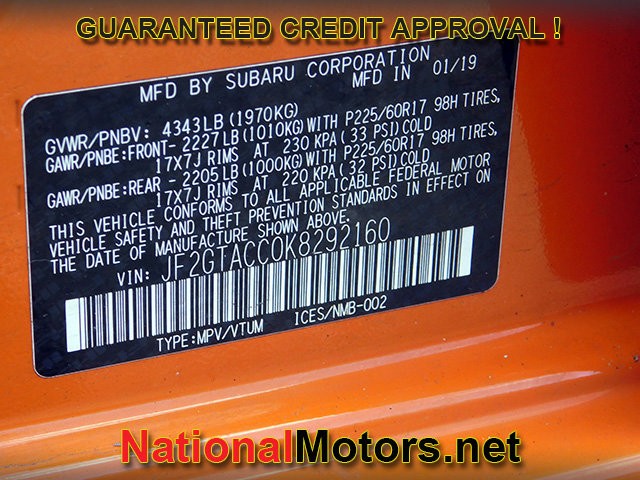 GUARANTEED CREDIT APPROVAL !
MFD BY SUBARU CORPORATION
MFD IN 01/19
GVWR/PNBV: 4343LB(1970KG)
GAWR/PNBE:FRONT- 2227LB(1010KG)WITH P225/60R17 98H TIRES,
17X7J RIMS AT 230 KPA( 33 PSI)COLD
GAWR/PNBE:REAR - 2205LB(1000KG)WITH P225/60R17 98H TIRES,
17X7J RIMS AT 220 KPA( 32 PSI)COLD
THIS VEHICLE CONFORMS TO ALL APPLICABLE FEDERAL MOTOR
VEHICLE SAFETY AND THEFT PREVENTION STANDARDS IN EFFECT ON
THE DATE OF MANUFACTURE SHOWN ABOVE.
VIN: JF2GTACC0K8292160
TYPE:MPV/VTUM ICES/NMB-002
NationalMotors.net